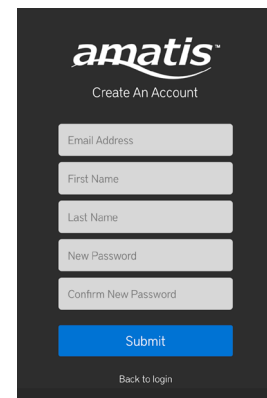 amatis™
Create An Account
Email Address
First Name
Last Name
New Password
Confirm New Password
Submit
Back to login